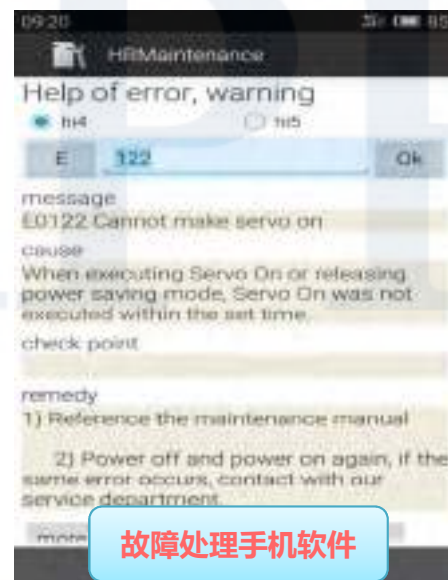 09:20
HRMaintenance
Help of error, warning
hi4 hi5
E 122 Ok
message
E0122 Cannot make servo on
cause
When executing Servo On or releasing
power saving mode, Servo On was not
executed within the set time.
check point
remedy
1) Reference the maintenance manual
2) Power off and power on again, if the
same error occurs, contact with our
service department.
more
故障处理手机软件